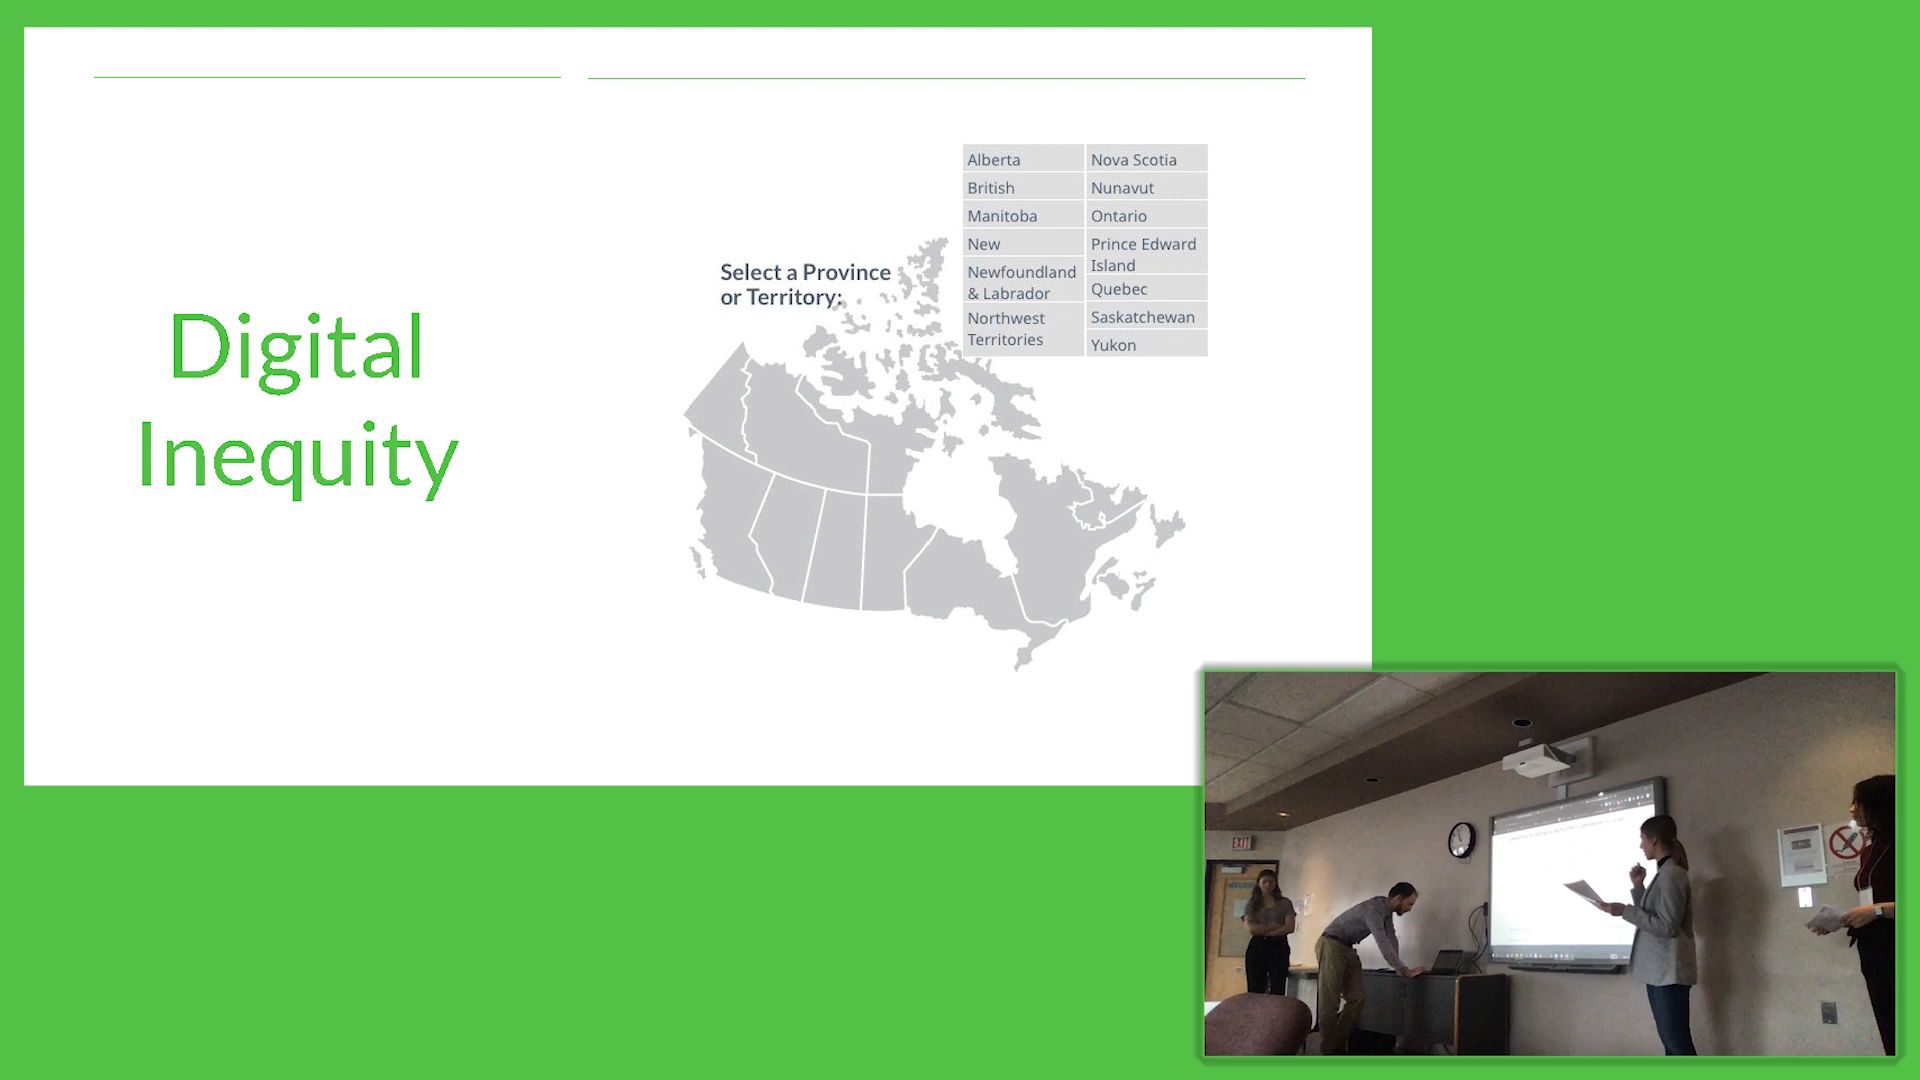 Digital
Inequity
Select a Province
or Territory:
Alberta
British
Manitoba
New
Newfoundland
& Labrador
Northwest
Territories
Nova Scotia
Nunavut
Ontario
Prince Edward
Island
Quebec
Saskatchewan
Yukon
EXIT